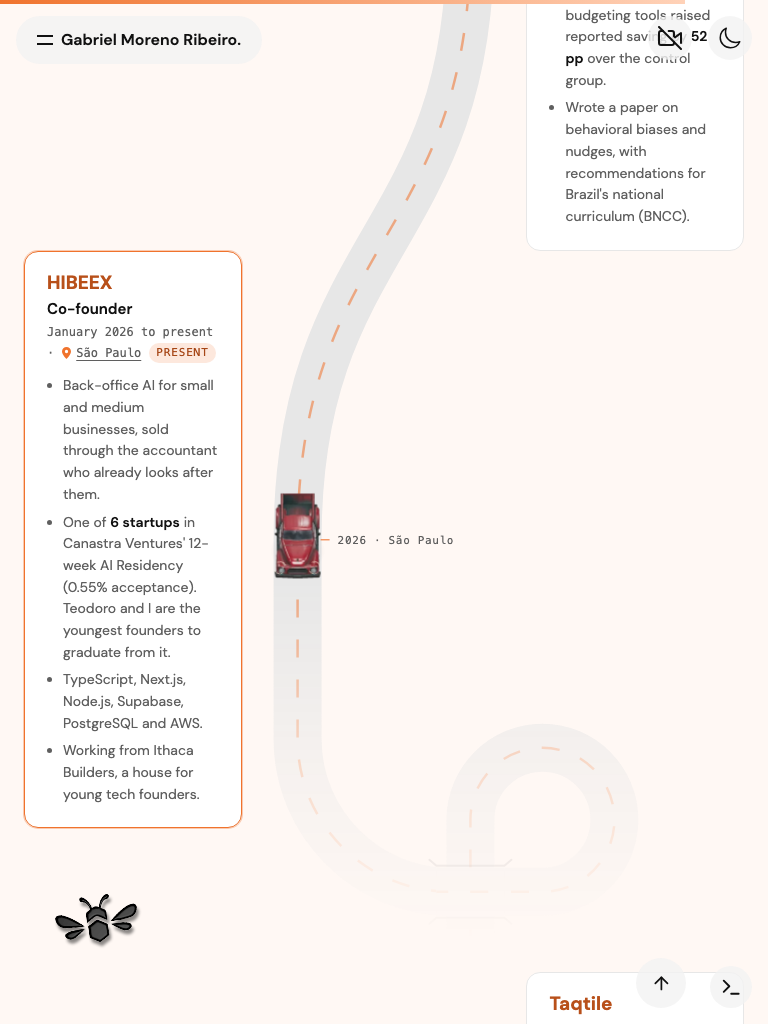 Gabriel Moreno Ribeiro.
budgeting tools raised
reported 52
pp over the control
group.
Wrote a paper on
behavioral biases and
nudges, with
recommendations for
Brazil's national
curriculum (BNCC).
HIBEEX
Co-founder
January 2026 to present
· São Paulo PRESENT
Back-office AI for small
and medium
businesses, sold
through the accountant
who already looks after
them.
One of 6 startups in
Canastra Ventures' 12-
week AI Residency
(0.55% acceptance).
Teodoro and I are the
youngest founders to
graduate from it.
TypeScript, Next.js,
Node.js, Supabase,
PostgreSQL and AWS.
Working from Ithaca
Builders, a house for
young tech founders.
2026 · São Paulo
Taqtile